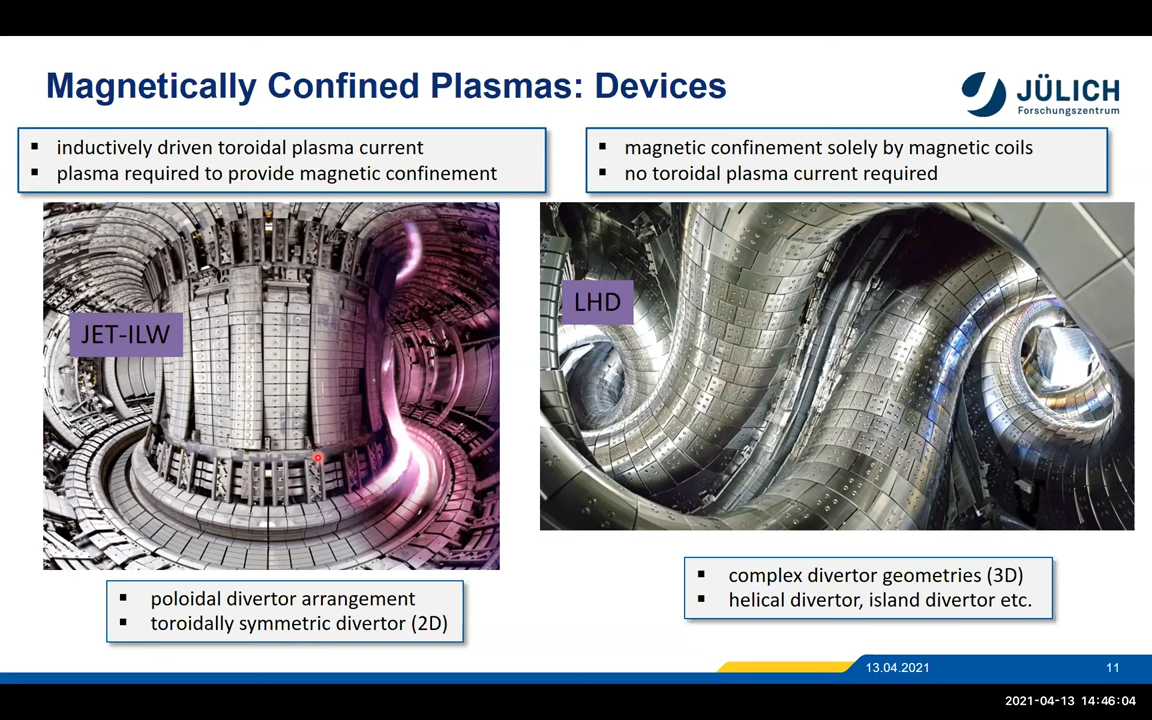 Magnetically Confined Plasmas: Devices
JÜLICH
Forschungszentrum
▪ inductively driven toroidal plasma current
▪ plasma required to provide magnetic confinement
▪ magnetic confinement solely by magnetic coils
▪ no toroidal plasma current required
JET-ILW
LHD
▪ poloidal divertor arrangement
▪ toroidally symmetric divertor (2D)
▪ complex divertor geometries (3D)
▪ helical divertor, island divertor etc.
13.04.2021
11
2021-04-13 14:46:04